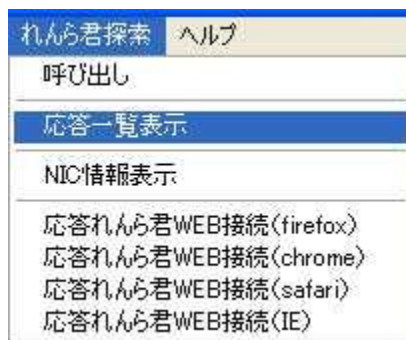 れんら君探索 ヘルプ
呼び出し
応答一覧表示
NIC情報表示
応答れんら君WEB接続(firefox)
応答れんら君WEB接続(chrome)
応答れんら君WEB接続(safari)
応答れんら君WEB接続(IE)